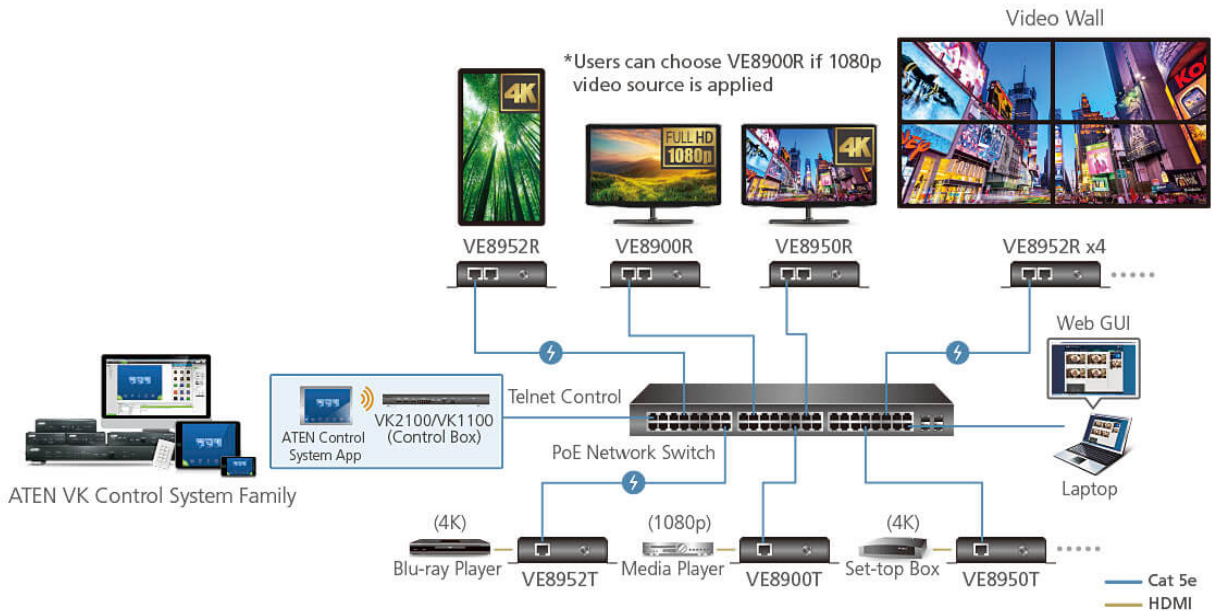 Video Wall
*Users can choose VE8900R if 1080p
video source is applied
4K
FULL HD
1080p
4K
VE8952R
VE8900R
VE8950R
VE8952R x4
Web GUI
Telnet Control
ATEN Control
System App
VK2100/VK1100
(Control Box)
PoE Network Switch
Laptop
ATEN VK Control System Family
(4K)
(1080p)
(4K)
Blu-ray Player
VE8952T
Media Player
VE8900T
Set-top Box
VE8950T
Cat 5e
HDMI